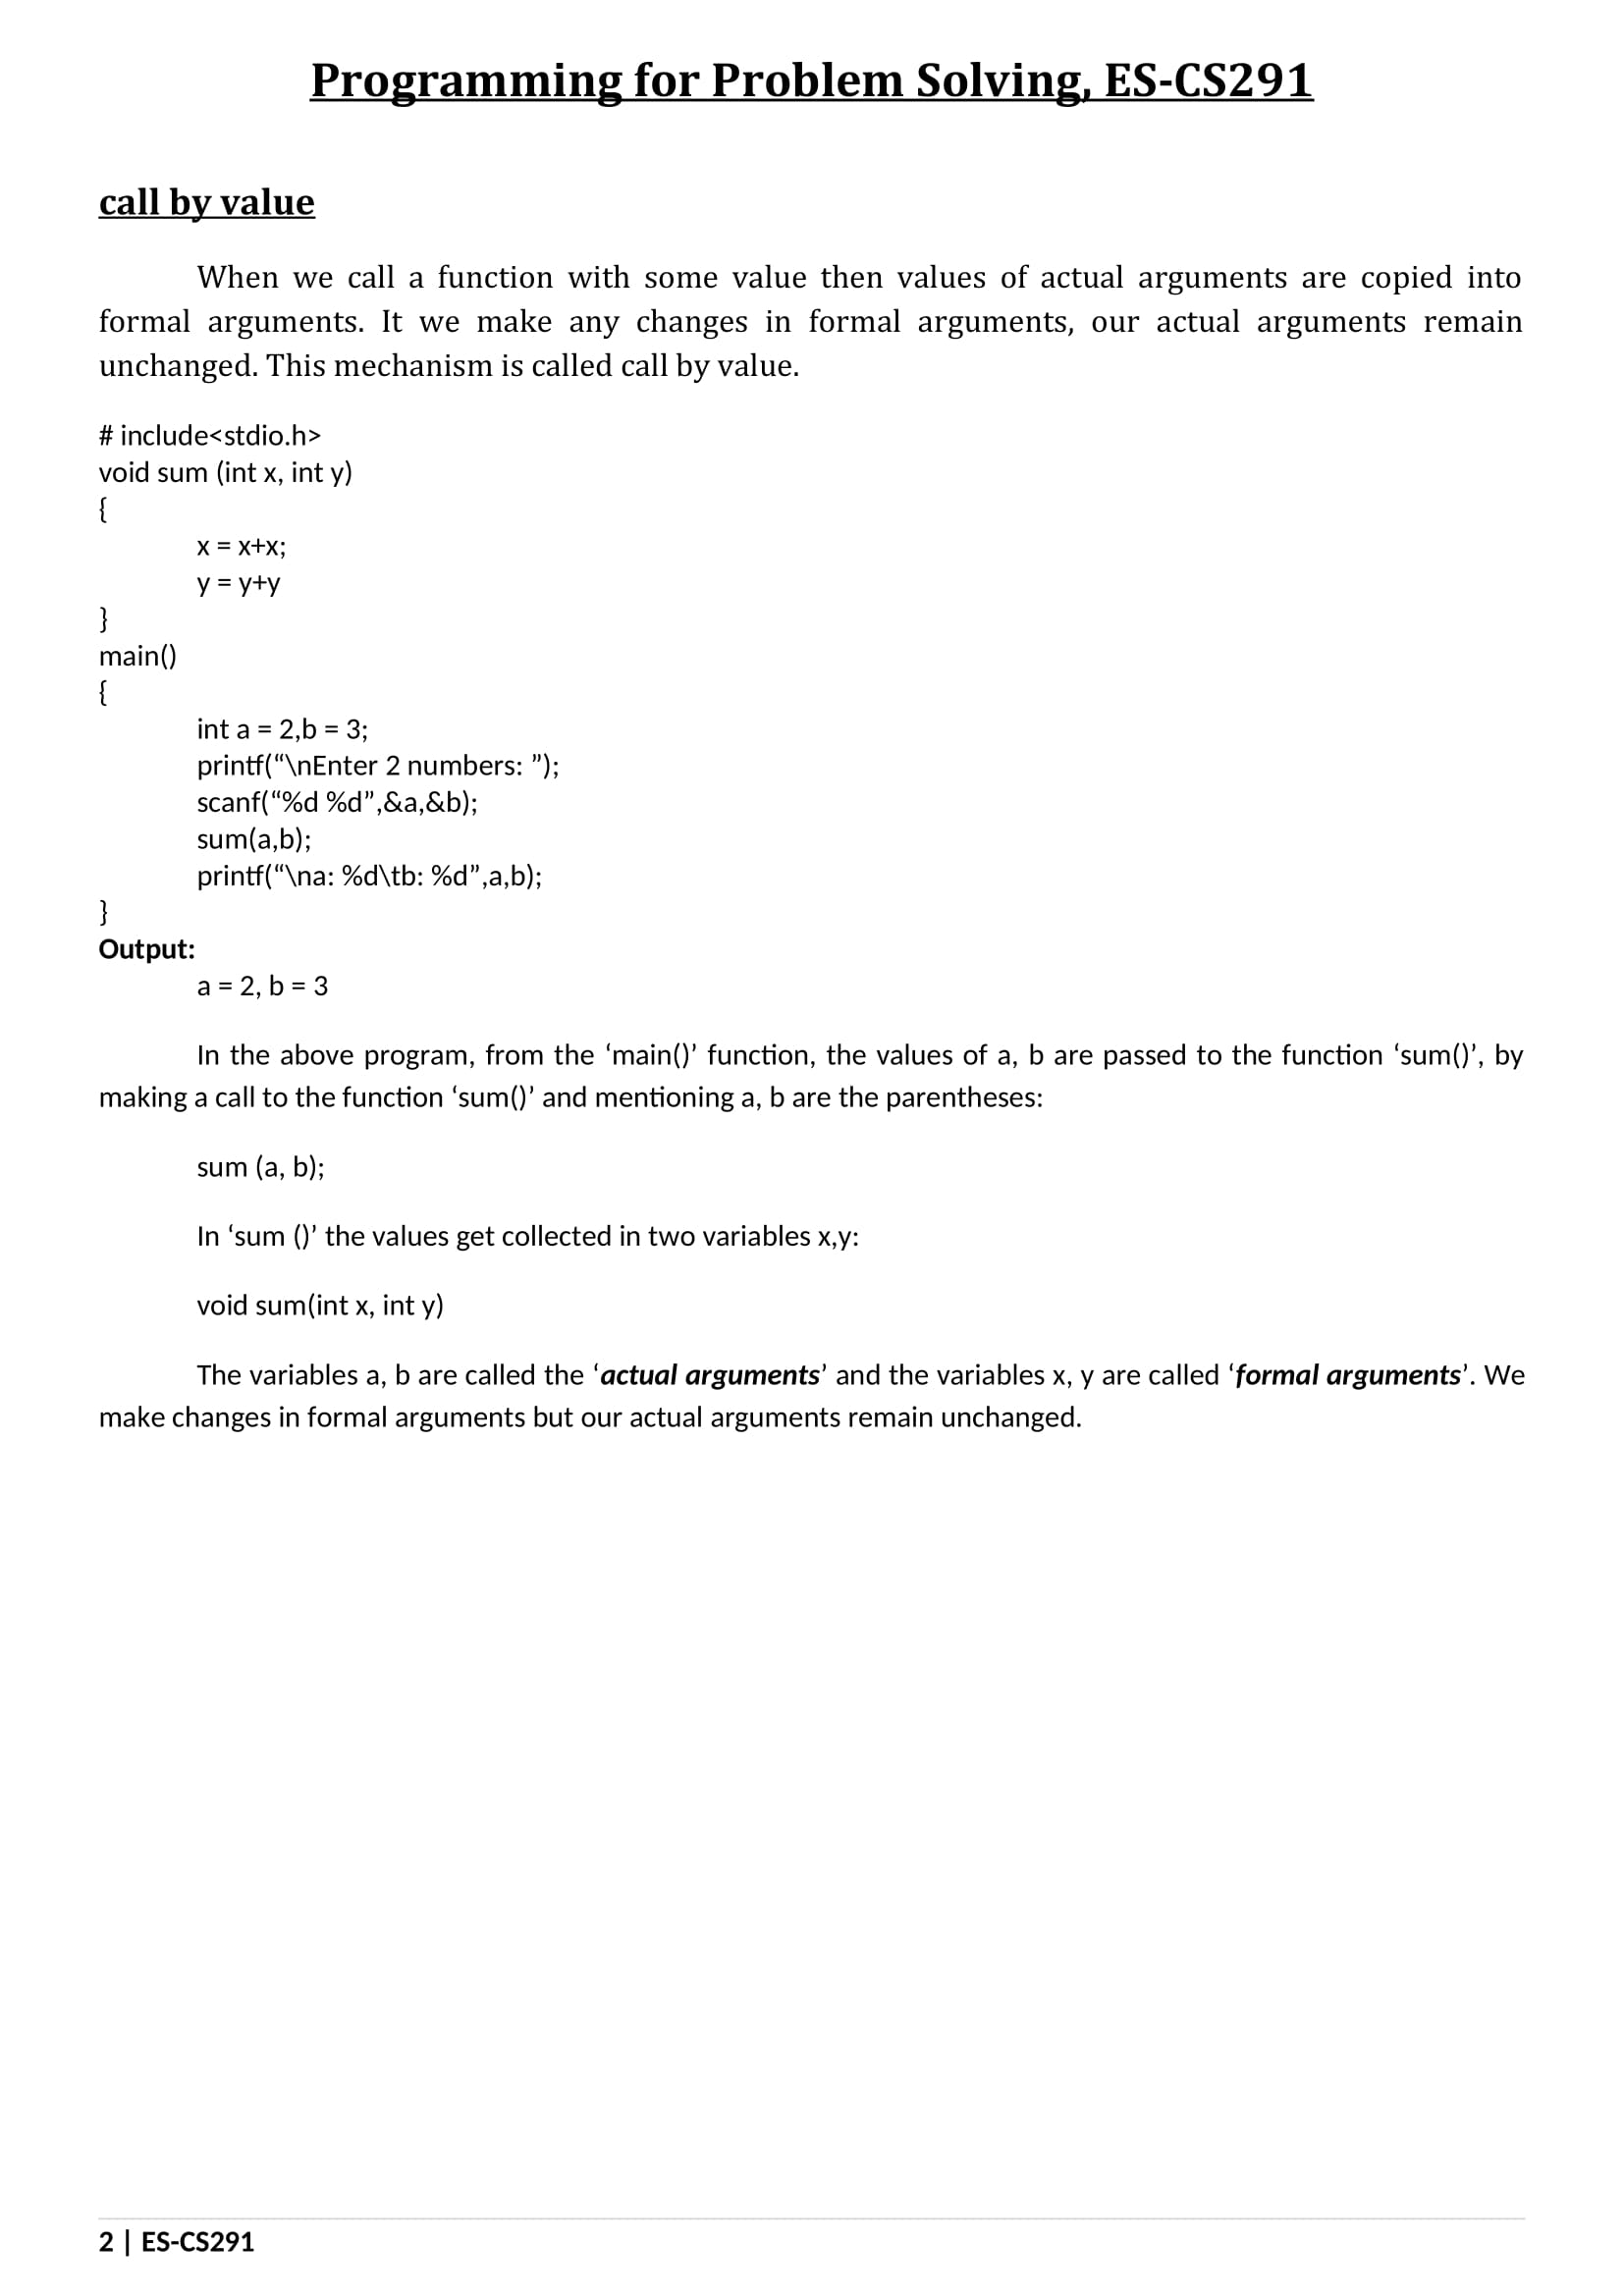 Programming for Problem Solving, ES-CS291
call by value
When we call a function with some value then values of actual arguments are copied into
formal arguments. It we make any changes in formal arguments, our actual arguments remain
unchanged. This mechanism is called call by value.
# include<stdio.h>
void sum (int x, int y)
{
x = x+x;
y = y+y
}
main()
{
int a = 2,b = 3;
printf(“\nEnter 2 numbers: ”);
scanf(“%d %d”,&a,&b);
sum(a,b);
printf(“\na: %d\tb: %d”,a,b);
}
Output:
a = 2, b = 3
In the above program, from the ‘main()’ function, the values of a, b are passed to the function ‘sum()’, by
making a call to the function ‘sum()’ and mentioning a, b are the parentheses:
sum (a, b);
In ‘sum ()’ the values get collected in two variables x,y:
void sum(int x, int y)
The variables a, b are called the ‘actual arguments’ and the variables x, y are called ‘formal arguments’. We
make changes in formal arguments but our actual arguments remain unchanged.
2 | ES-CS291